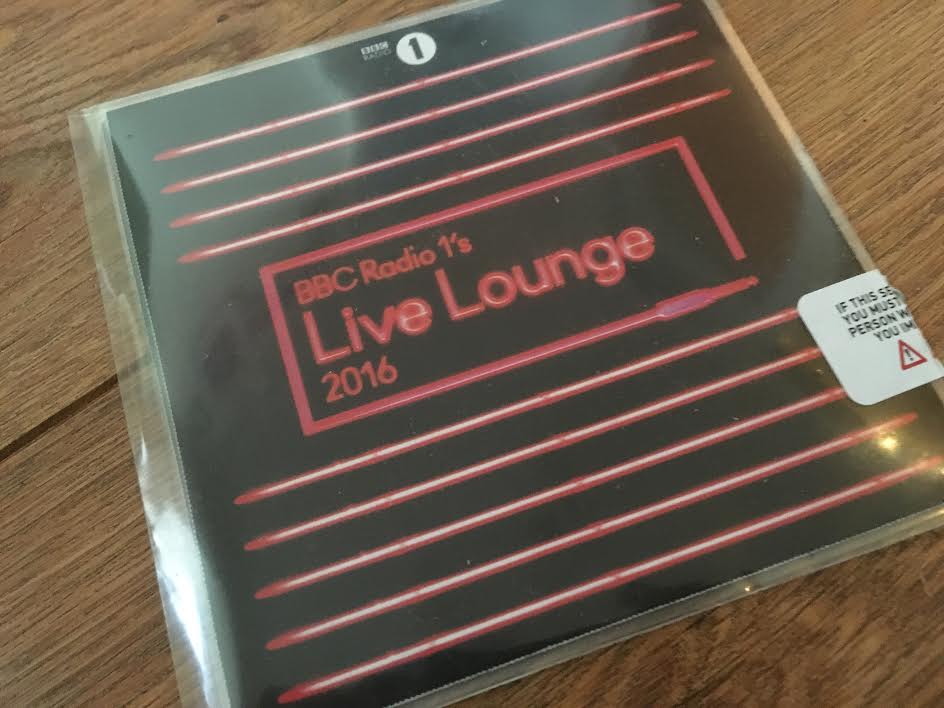 BBC
RADIO
1
BBC Radio 1's
Live Lounge
2016
IF THIS SE
YOU MUST
PERSON W
YOU IM